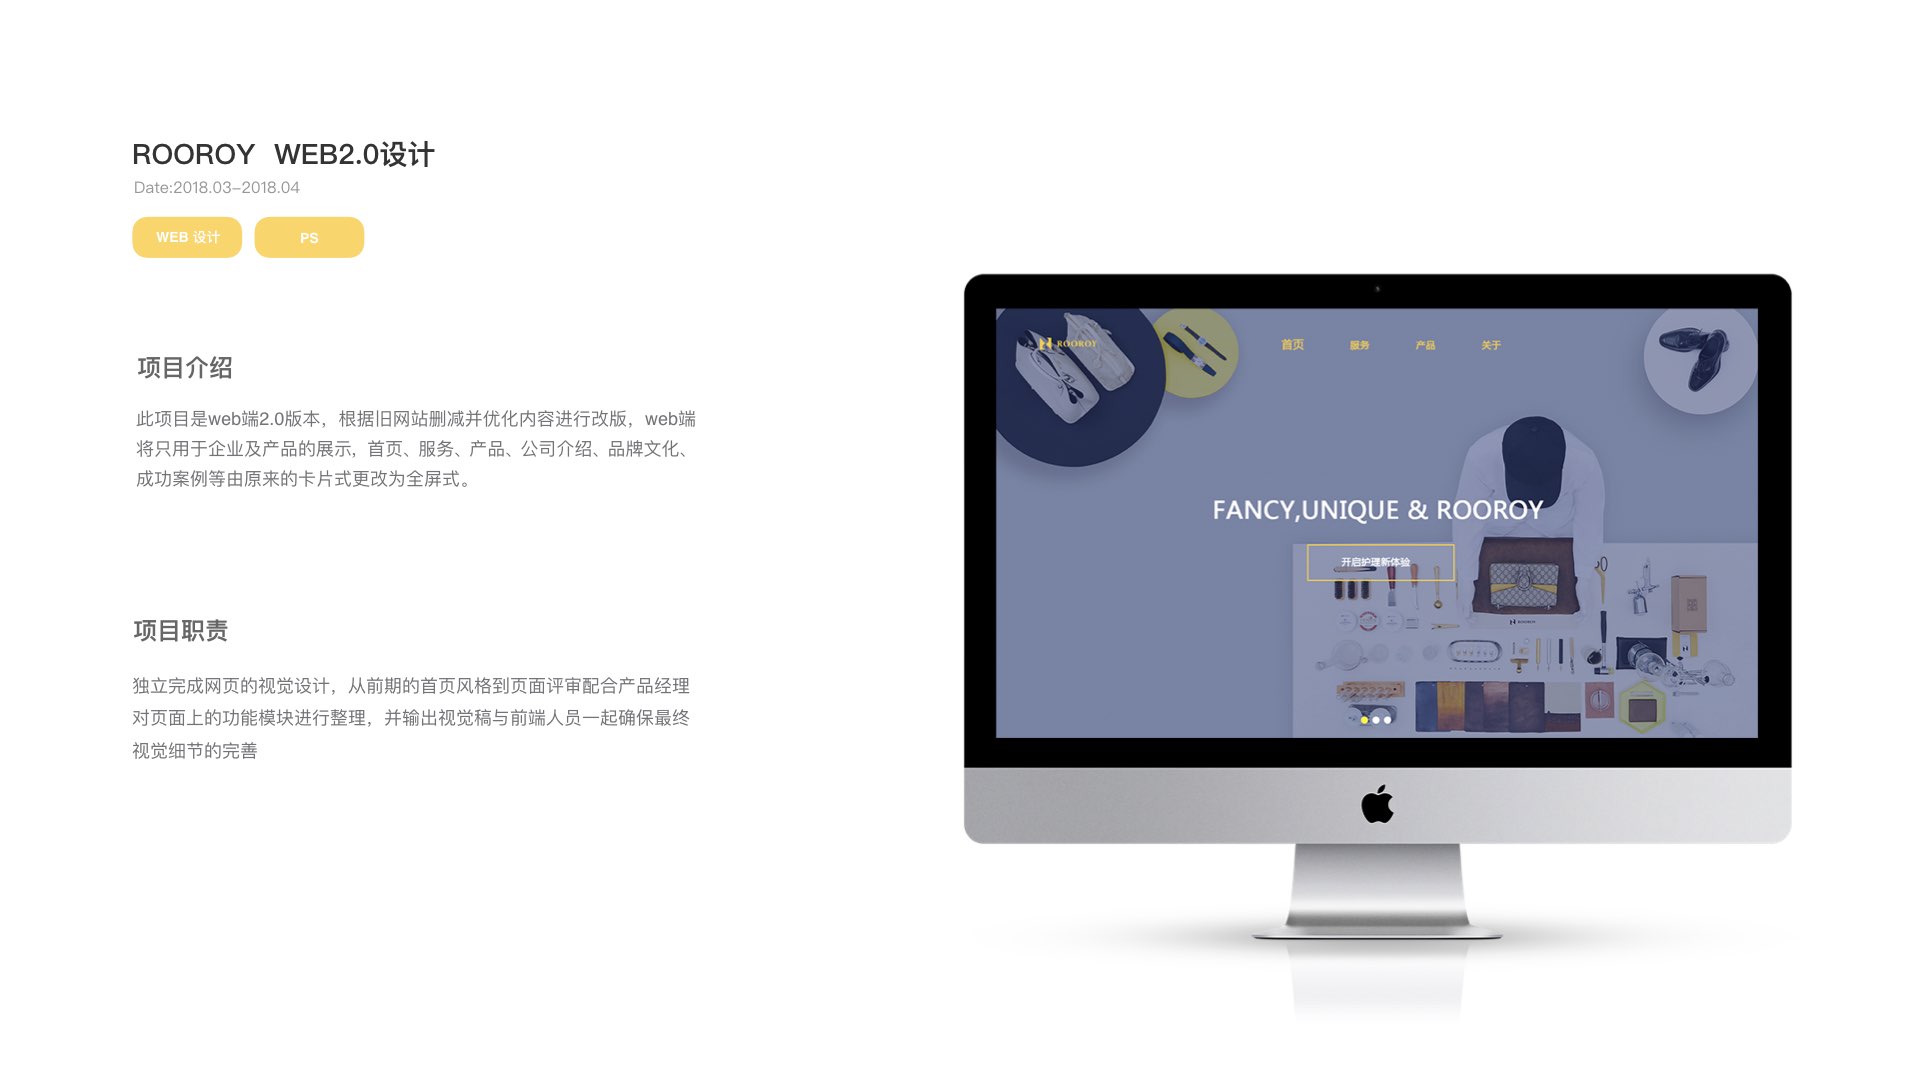 ROOROY WEB2.0设计
Date:2018.03-2018.04
WEB 设计
PS
项目介绍
此项目是web端2.0版本，根据旧网站删减并优化内容进行改版，web端
将只用于企业及产品的展示，首页、服务、产品、公司介绍、品牌文化、
成功案例等由原来的卡片式更改为全屏式。
项目职责
独立完成网页的视觉设计，从前期的首页风格到页面评审配合产品经理
对页面上的功能模块进行整理，并输出视觉稿与前端人员一起确保最终
视觉细节的完善
ROOROY
首页
服务
产品
关于
FANCY,UNIQUE & ROOROY
开启护理新体验
ROOROY